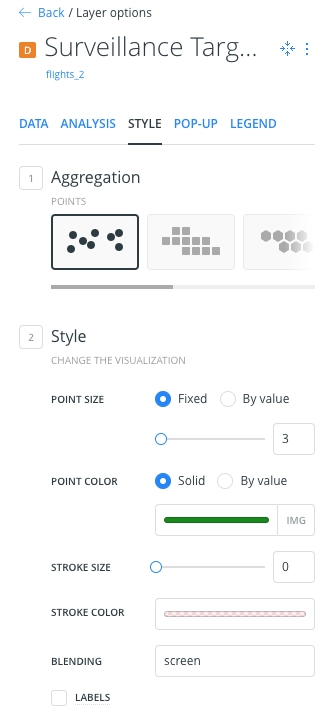 Back / Layer options
D Surveillance Targ...
flights_2
DATA ANALYSIS STYLE POP-UP LEGEND
1 Aggregation
POINTS
2 Style
CHANGE THE VISUALIZATION
POINT SIZE Fixed By value
3
POINT COLOR Solid By value
IMG
STROKE SIZE 0
STROKE COLOR
BLENDING screen
LABELS